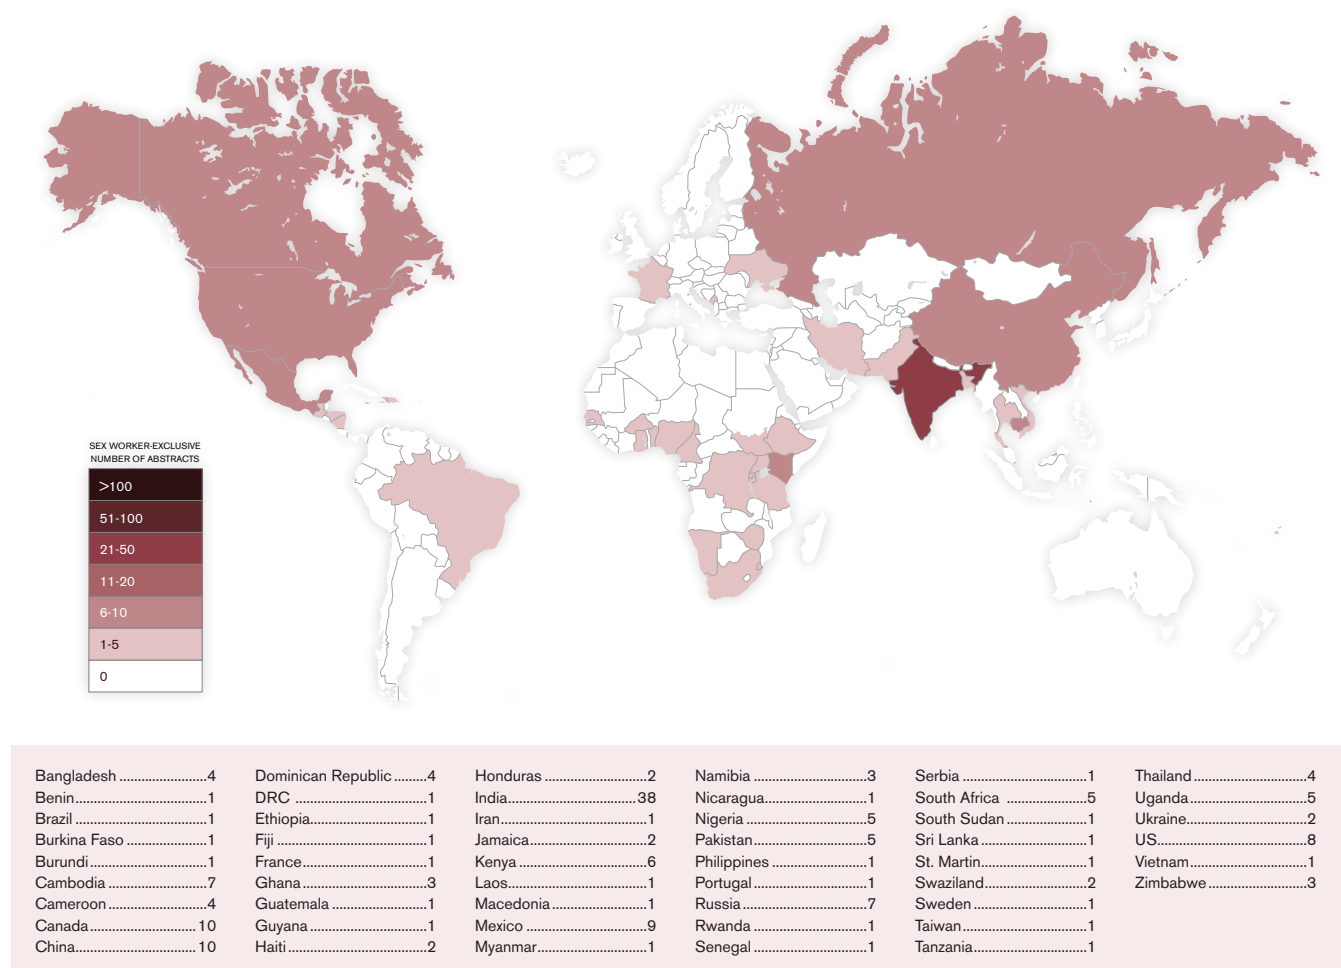 SEX WORKER-EXCLUSIVE
NUMBER OF ABSTRACTS
>100
51-100
21-50
11-20
6-10
1-5
0
Bangladesh ........................4
Benin...................................1
Brazil ...................................1
Burkina Faso ......................1
Burundi...............................1
Cambodia ..........................7
Cameroon ..........................4
Canada............................10
China................................10
Dominican Republic ........4
DRC ...................................1
Ethiopia...............................1
Fiji ........................................1
France.................................1
Ghana.................................3
Guatemala .........................1
Guyana ...............................1
Haiti .....................................2
Honduras ...........................2
India..................................38
Iran.......................................1
Jamaica...............................2
Kenya ..................................6
Laos.....................................1
Macedonia .........................1
Mexico ................................9
Myanmar.............................1
Namibia ..............................3
Nicaragua...........................1
Nigeria ................................5
Pakistan..............................5
Philippines .........................1
Portugal ..............................1
Russia .................................7
Rwanda ..............................1
Senegal ..............................1
Serbia .................................1
South Africa .....................5
South Sudan .....................1
Sri Lanka ............................1
St. Martin............................1
Swaziland...........................2
Sweden ..............................1
Taiwan.................................1
Tanzania..............................1
Thailand ..............................4
Uganda ...............................5
Ukraine................................2
US........................................8
Vietnam...............................1
Zimbabwe ..........................3